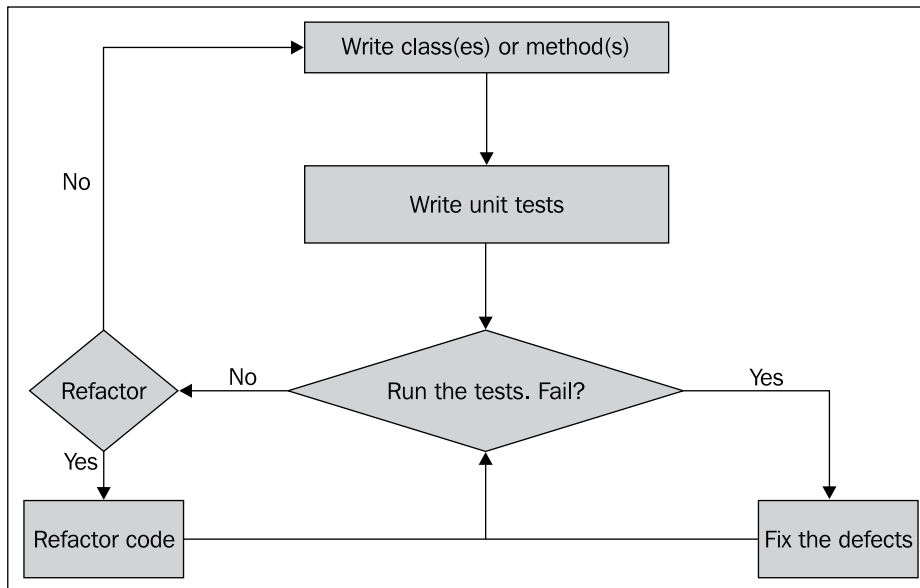 Write class(es) or method(s)
No
Write unit tests
Refactor
No
Run the tests. Fail?
Yes
Yes
Refactor code
Fix the defects